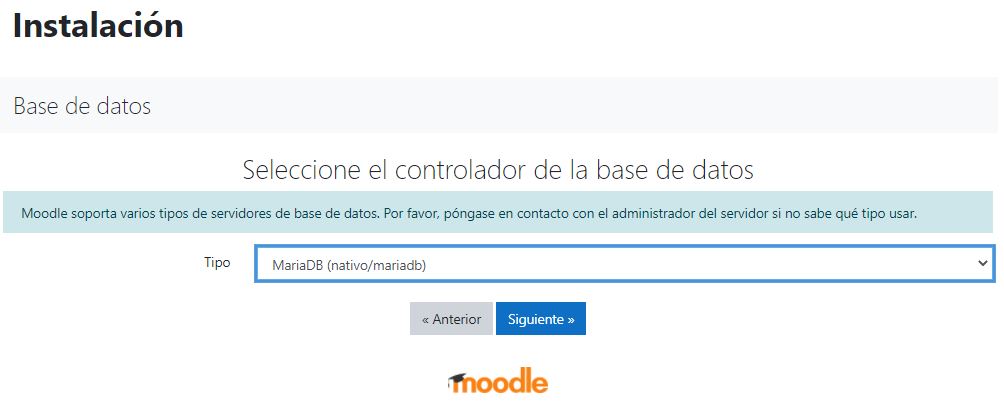 Instalación
Base de datos
Seleccione el controlador de la base de datos
Moodle soporta varios tipos de servidores de base de datos. Por favor, póngase en contacto con el administrador del servidor si no sabe qué tipo usar.
Tipo
MariaDB (nativo/mariadb)
« Anterior
Siguiente »
moodle